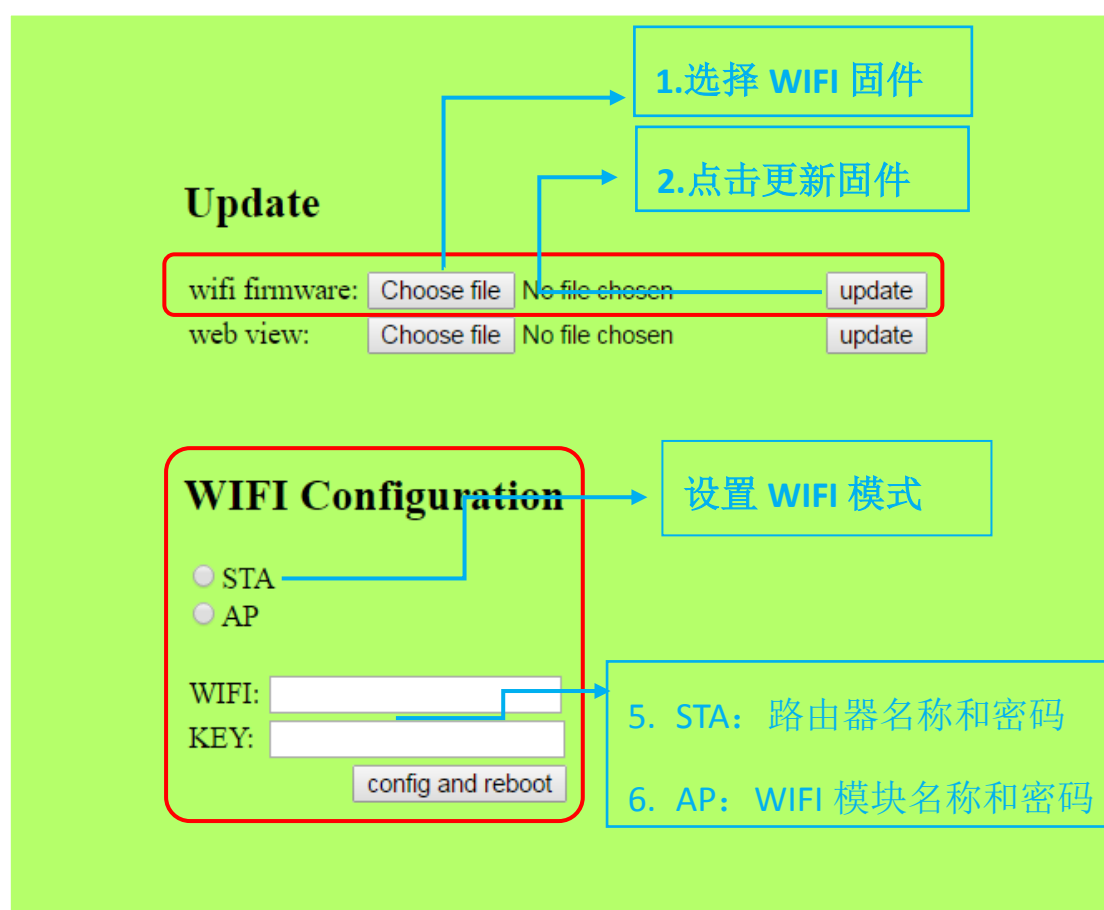 1.选择 WIFI 固件
2.点击更新固件
Update
wifi firmware: Choose file No file chosen update
web view: Choose file No file chosen update
WIFI Configuration
设置 WIFI 模式
STA
AP
WIFI:
KEY:
config and reboot
5. STA：路由器名称和密码
6. AP：WIFI 模块名称和密码